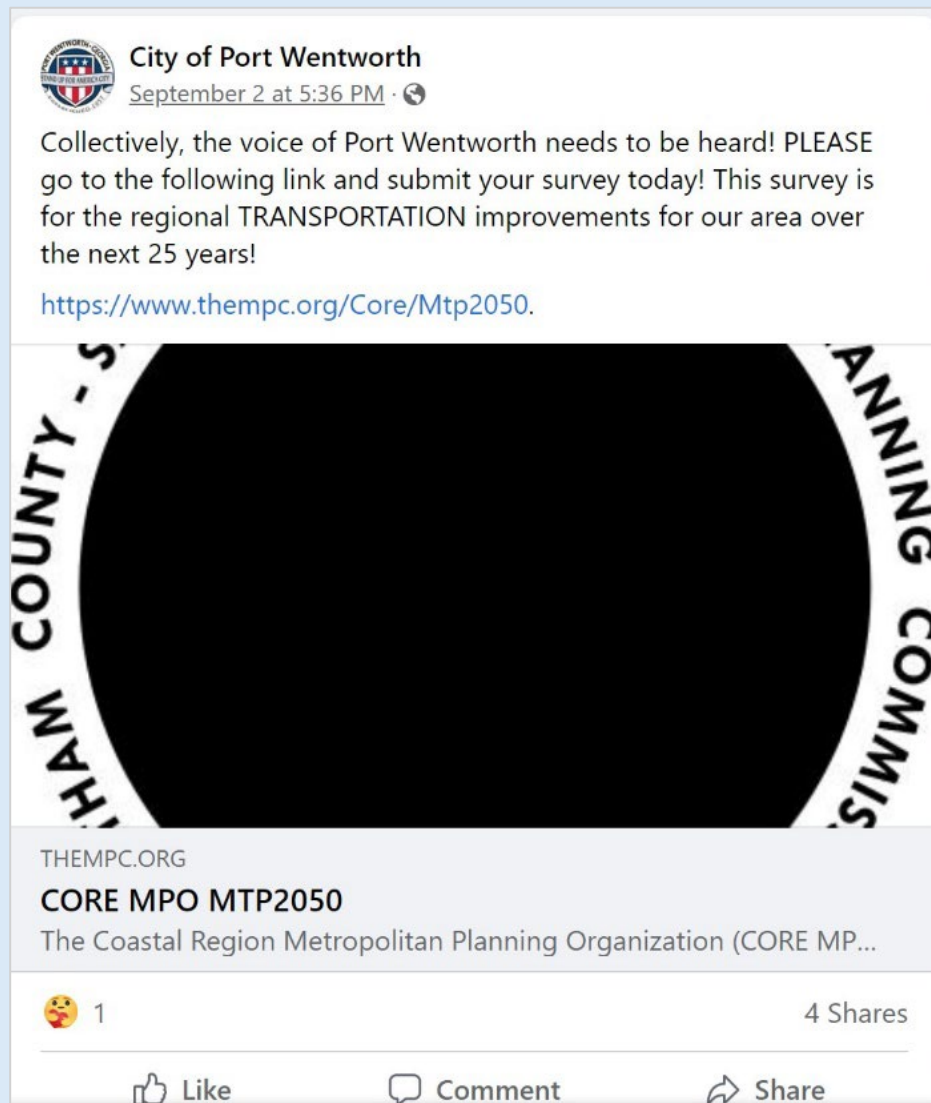 City of Port Wentworth
September 2 at 5:36 PM ·
Collectively, the voice of Port Wentworth needs to be heard! PLEASE
go to the following link and submit your survey today! This survey is
for the regional TRANSPORTATION improvements for our area over
the next 25 years!
https://www.thempc.org/Core/Mtp2050.
COUNTY -
ANNING COMMIS
THAM
THEMPC.ORG
CORE MPO MTP2050
The Coastal Region Metropolitan Planning Organization (CORE MP...
1
4 Shares
Like
Comment
Share